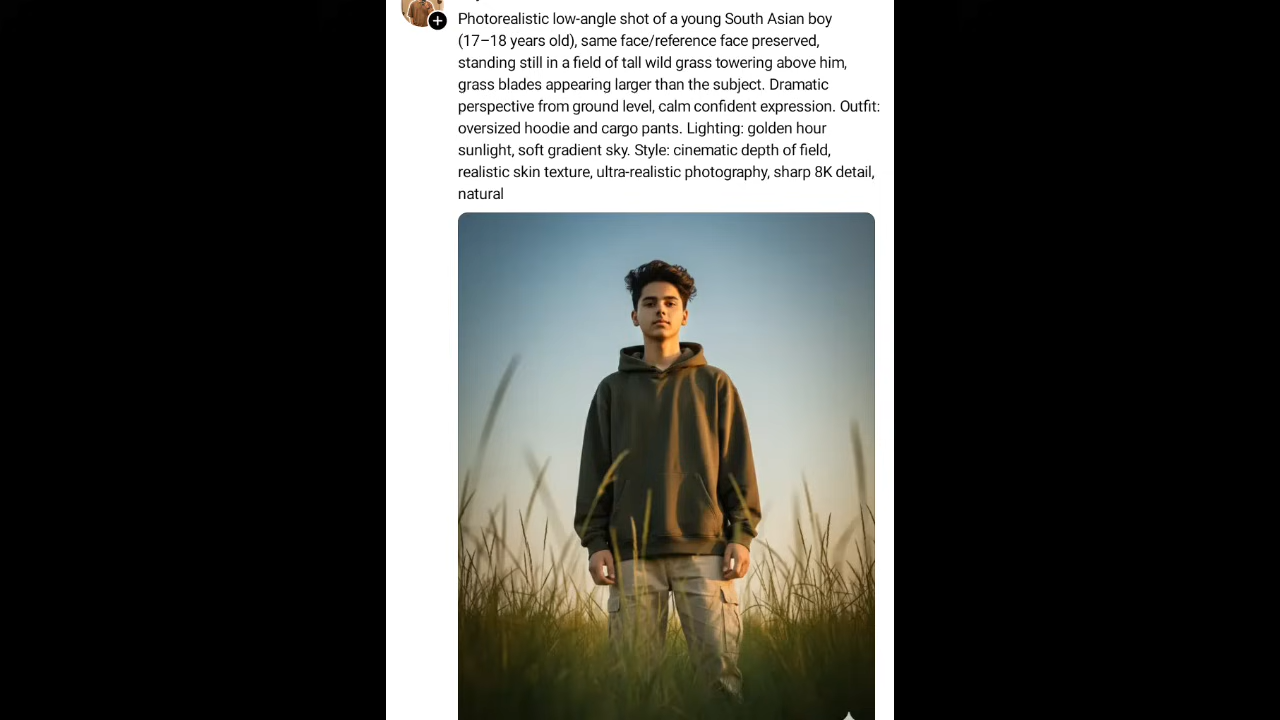 Photorealistic low-angle shot of a young South Asian boy
(17–18 years old), same face/reference face preserved,
standing still in a field of tall wild grass towering above him,
grass blades appearing larger than the subject. Dramatic
perspective from ground level, calm confident expression. Outfit:
oversized hoodie and cargo pants. Lighting: golden hour
sunlight, soft gradient sky. Style: cinematic depth of field,
realistic skin texture, ultra-realistic photography, sharp 8K detail,
natural